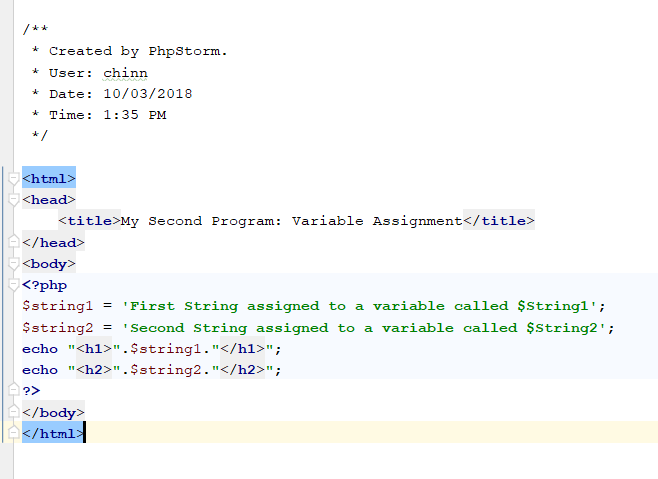 /**
 * Created by PhpStorm.
 * User: chinn
 * Date: 10/03/2018
 * Time: 1:35 PM
 */
<html>
<head>
    <title>My Second Program: Variable Assignment</title>
</head>
<body>
<?php
$string1 = 'First String assigned to a variable called $String1';
$string2 = 'Second String assigned to a variable called $String2';
echo "<h1>".$string1."</h1>";
echo "<h2>".$string2."</h2>";
?>
</body>
</html>